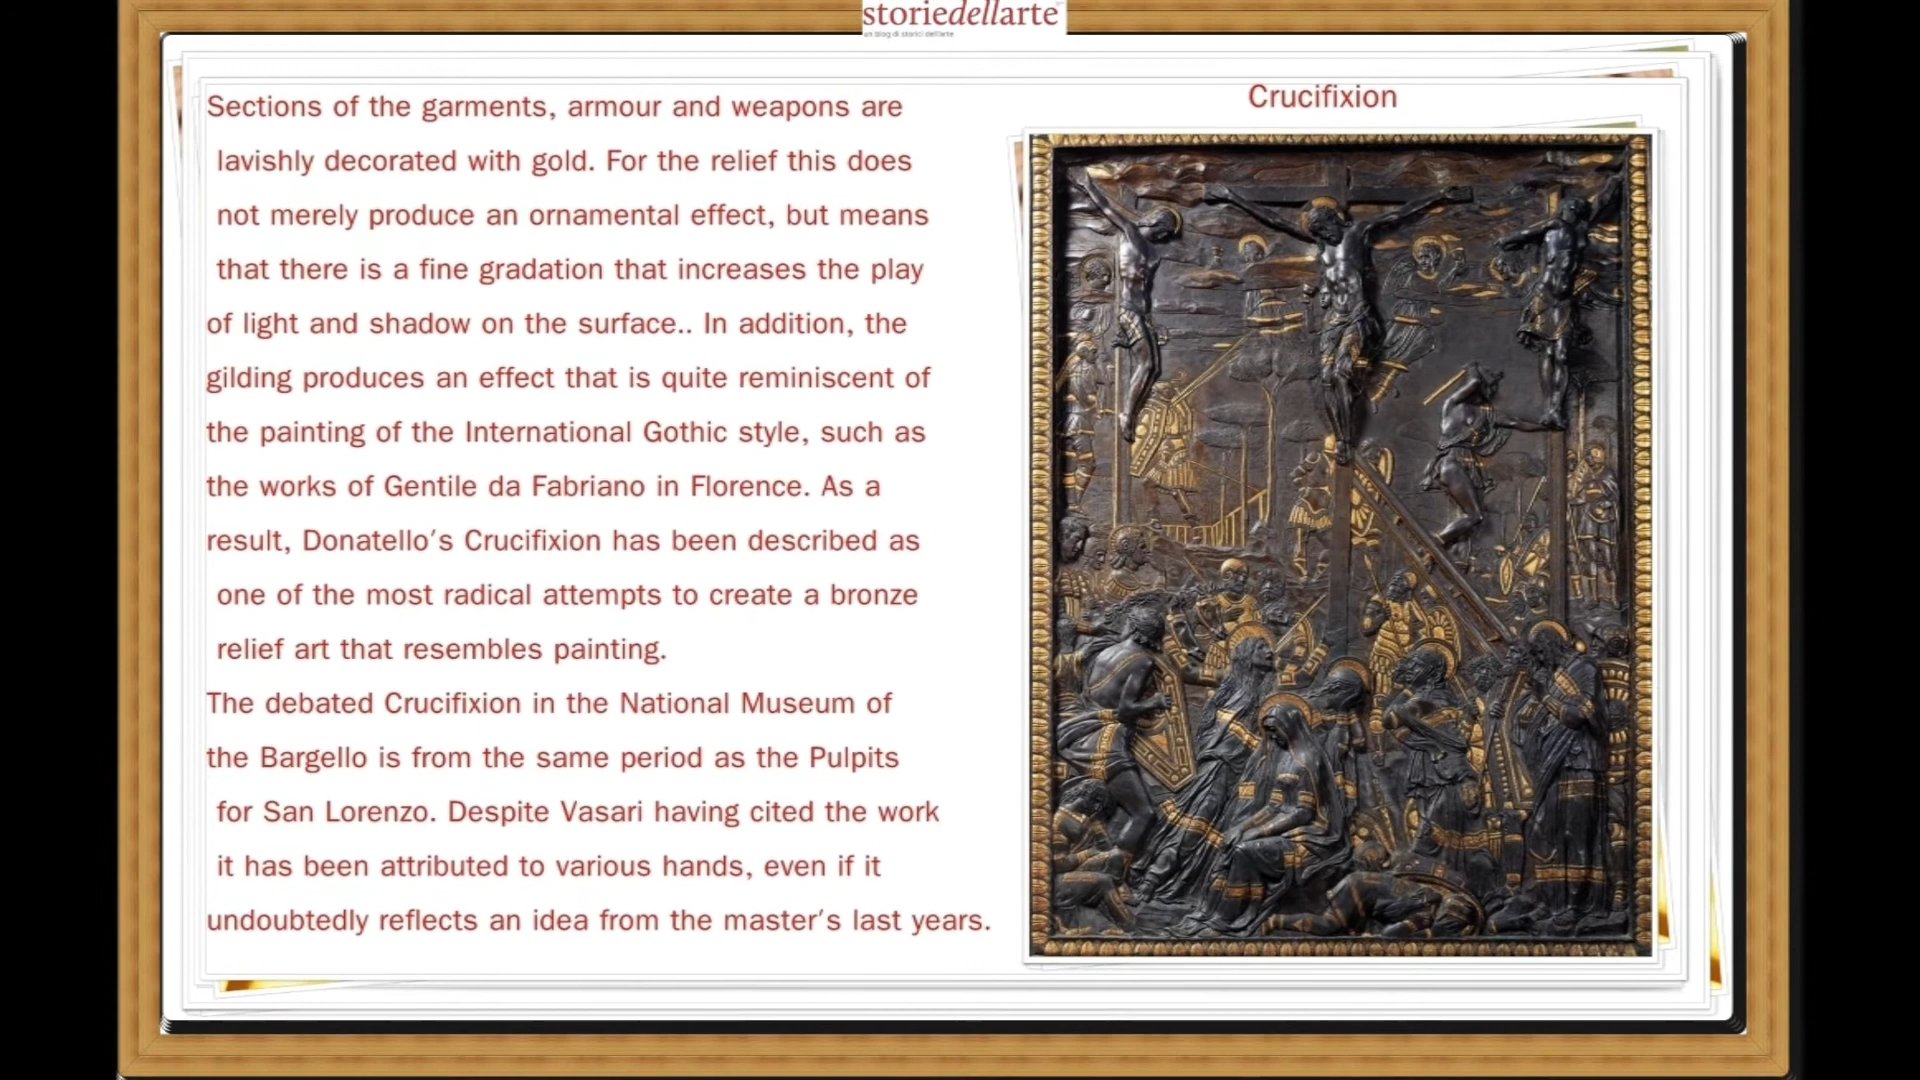 storiedellarte
un blog di storici dell'arte
Crucifixion
Sections of the garments, armour and weapons are
lavishly decorated with gold. For the relief this does
not merely produce an ornamental effect, but means
that there is a fine gradation that increases the play
of light and shadow on the surface.. In addition, the
gilding produces an effect that is quite reminiscent of
the painting of the International Gothic style, such as
the works of Gentile da Fabriano in Florence. As a
result, Donatello’s Crucifixion has been described as
one of the most radical attempts to create a bronze
relief art that resembles painting.
The debated Crucifixion in the National Museum of
the Bargello is from the same period as the Pulpits
for San Lorenzo. Despite Vasari having cited the work
it has been attributed to various hands, even if it
undoubtedly reflects an idea from the master’s last years.